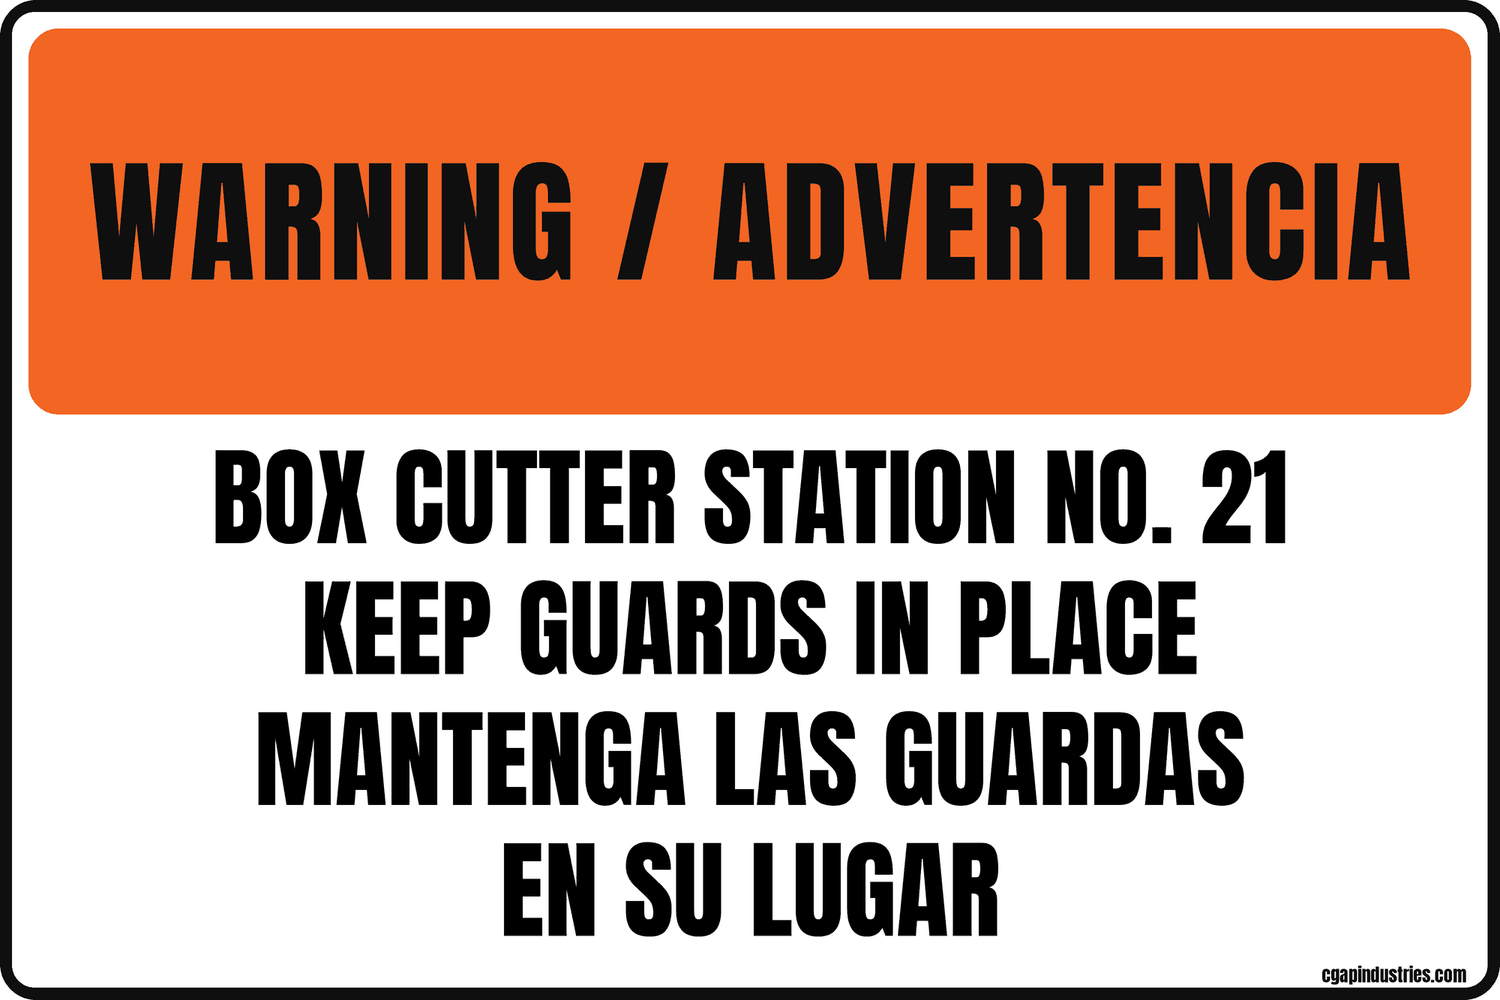 WARNING / ADVERTENCIA
BOX CUTTER STATION NO. 21
KEEP GUARDS IN PLACE
MANTENGA LAS GUARDAS
EN SU LUGAR
cgapindustries.com